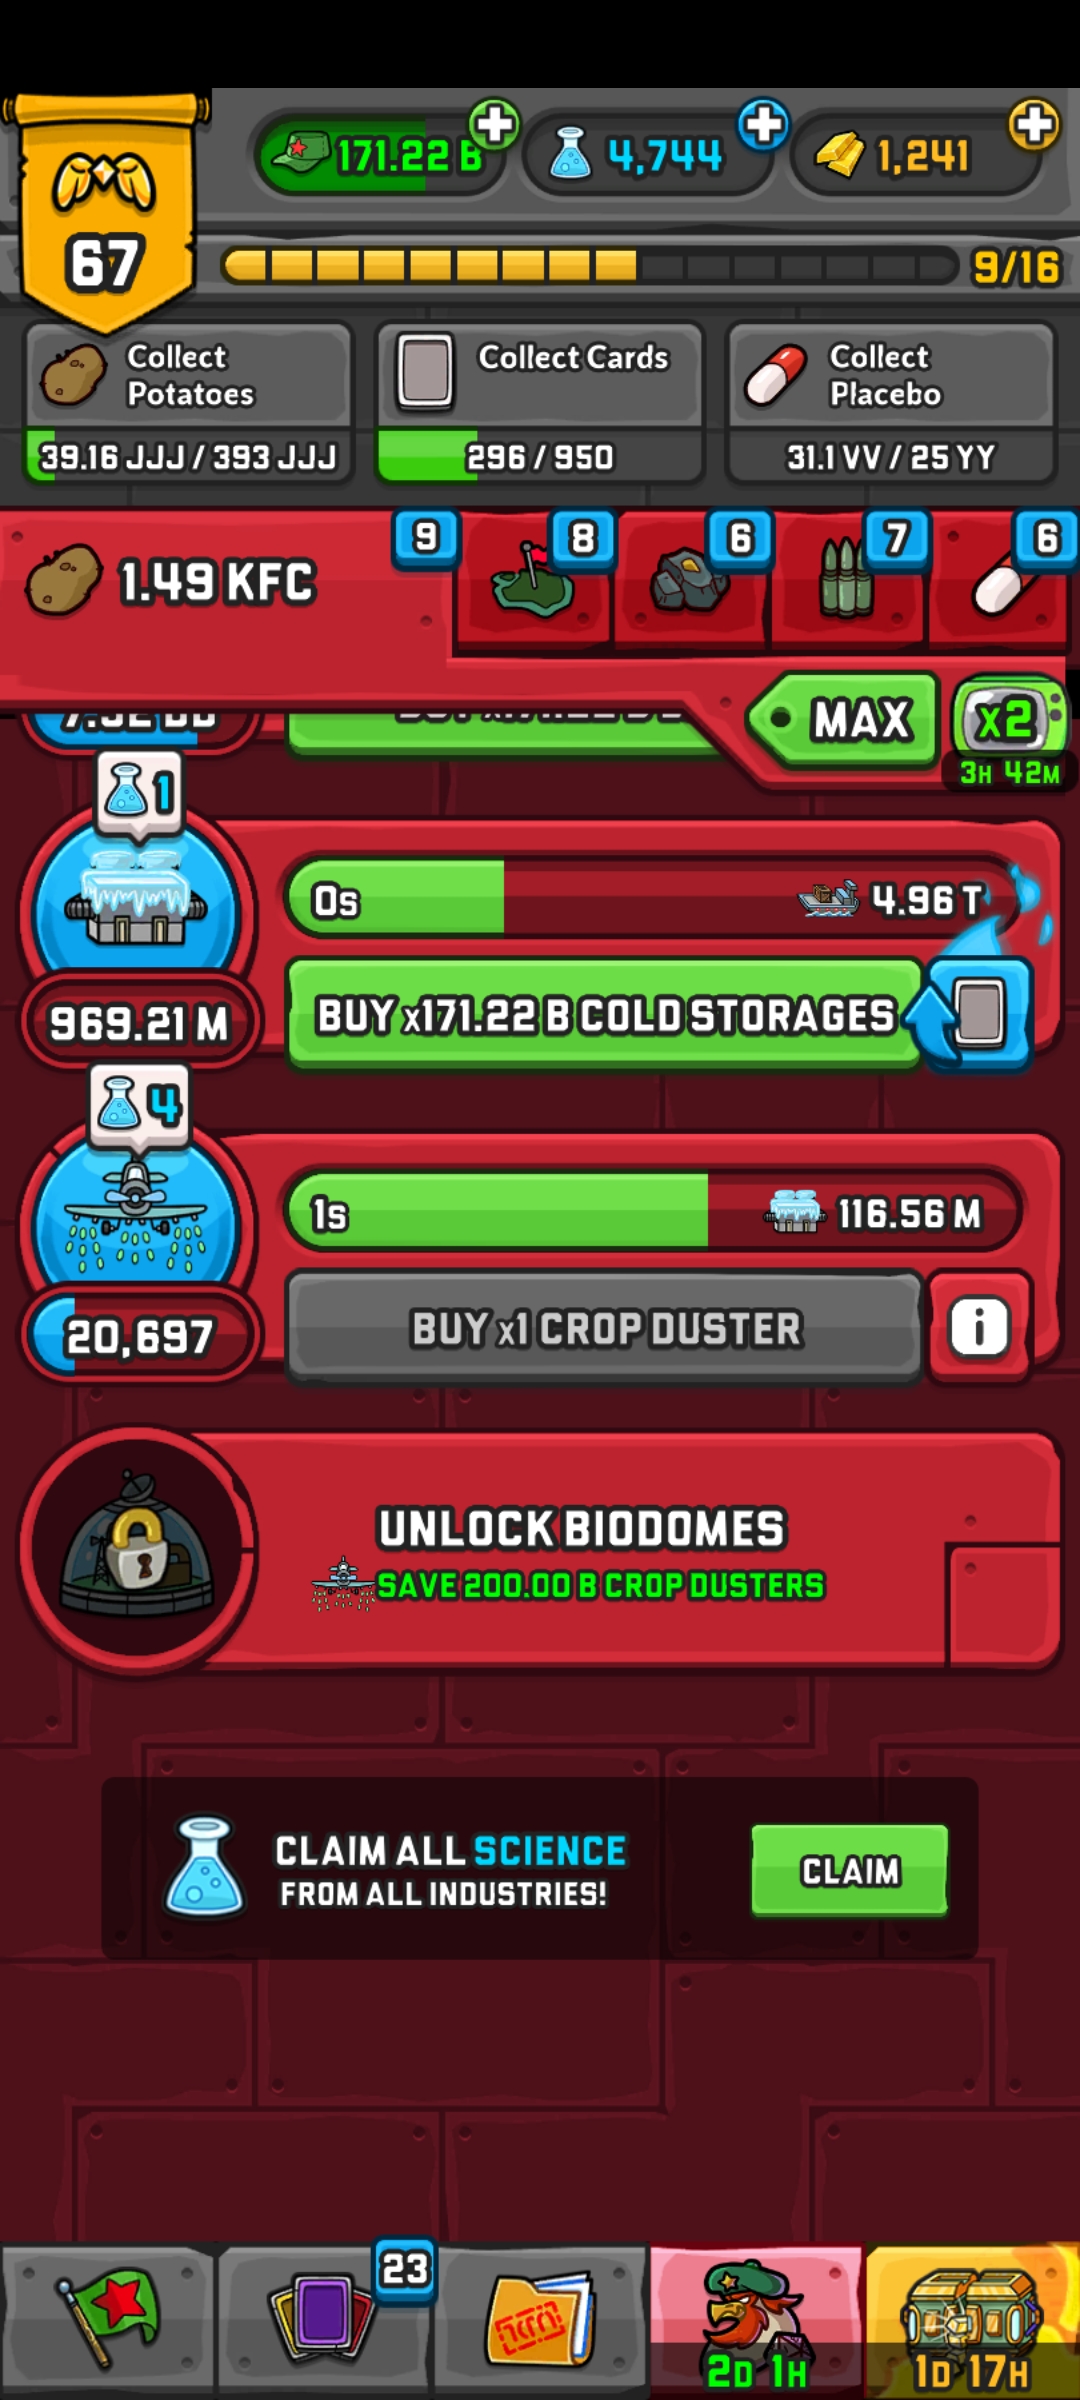 171.22 B
4,744
1,241
67
9/16
Collect
Potatoes
39.16 JJJ / 393 JJJ
Collect Cards
296 / 950
Collect
Placebo
31.1 VV / 25 YY
1.49 KFC
9
8
6
7
6
MAX
x2
3H 42M
1
0s
4.96 T
969.21 M
BUY x171.22 B COLD STORAGES
4
1s
116.56 M
20,697
BUY x1 CROP DUSTER
i
UNLOCK BIODOMES
SAVE 200.00 B CROP DUSTERS
CLAIM ALL SCIENCE
FROM ALL INDUSTRIES!
CLAIM
23
2D 1H
1D 17H